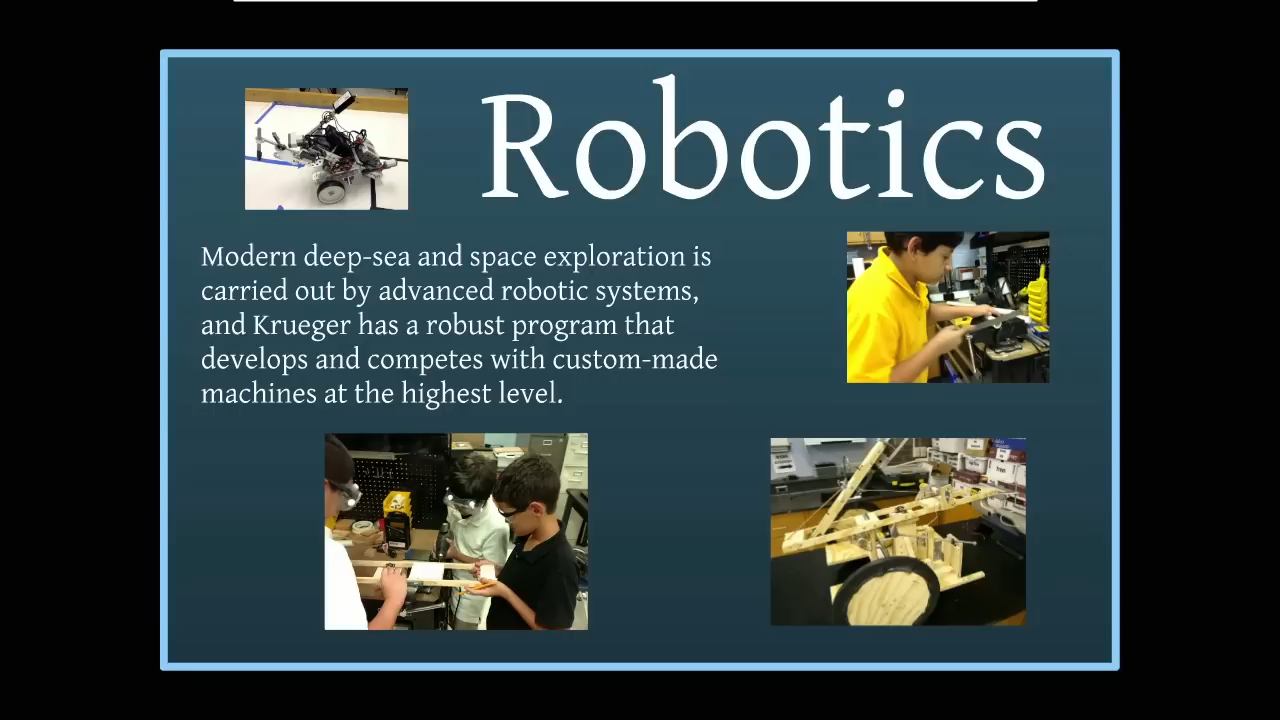 Robotics
Modern deep-sea and space exploration is
carried out by advanced robotic systems,
and Krueger has a robust program that
develops and competes with custom-made
machines at the highest level.